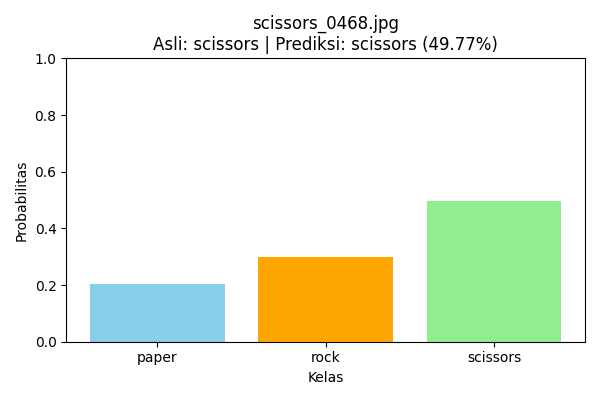 scissors_0468.jpg
Asli: scissors | Prediksi: scissors (49.77%)
1.0
0.8
0.6
0.4
0.2
0.0
Probabilitas
paper rock scissors
Kelas